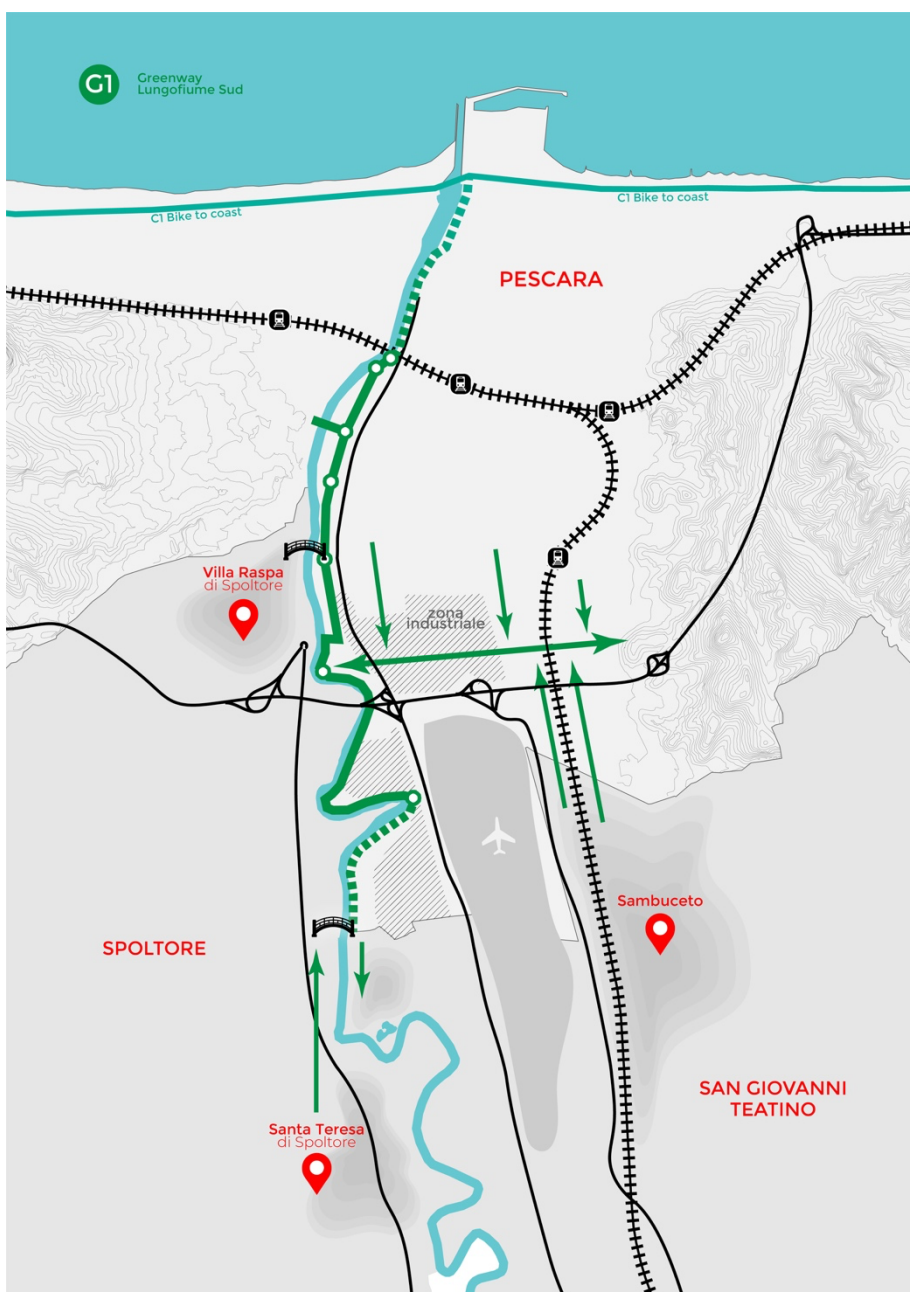 G1
Greenway
Lungofiume Sud
C1 Bike to coast
C1 Bike to coast
PESCARA
Villa Raspa
di Spoltore
zona
industriale
Sambuceto
SPOLTORE
SAN GIOVANNI
TEATINO
Santa Teresa
di Spoltore